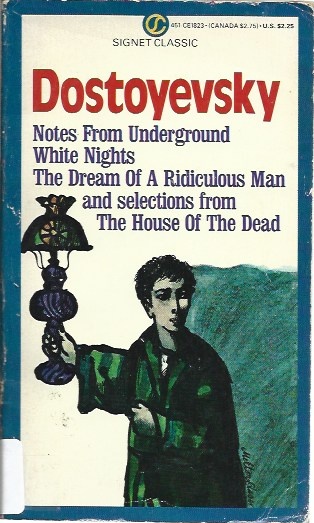 451-CE1823 • (CANADA $2.75) • U.S. $2.25
SIGNET CLASSIC
Dostoyevsky
Notes From Underground
White Nights
The Dream Of A Ridiculous Man
and selections from
The House Of The Dead